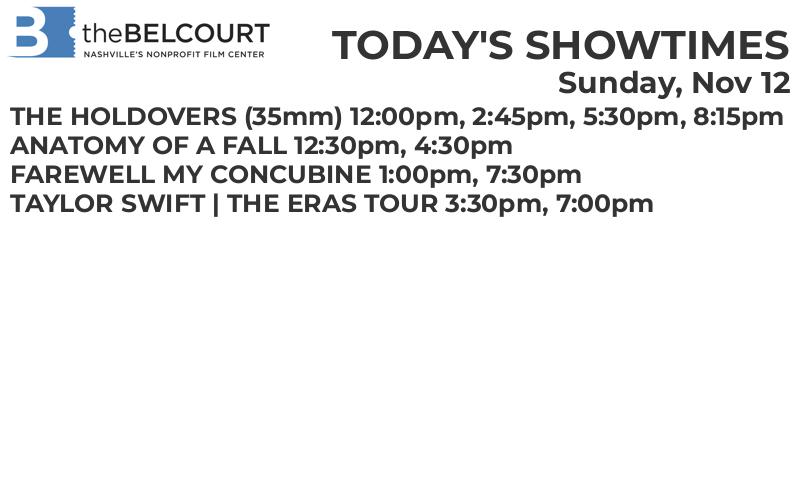 B theBELCOURT
NASHVILLE'S NONPROFIT FILM CENTER
TODAY'S SHOWTIMES
Sunday, Nov 12
THE HOLDOVERS (35mm) 12:00pm, 2:45pm, 5:30pm, 8:15pm
ANATOMY OF A FALL 12:30pm, 4:30pm
FAREWELL MY CONCUBINE 1:00pm, 7:30pm
TAYLOR SWIFT | THE ERAS TOUR 3:30pm, 7:00pm